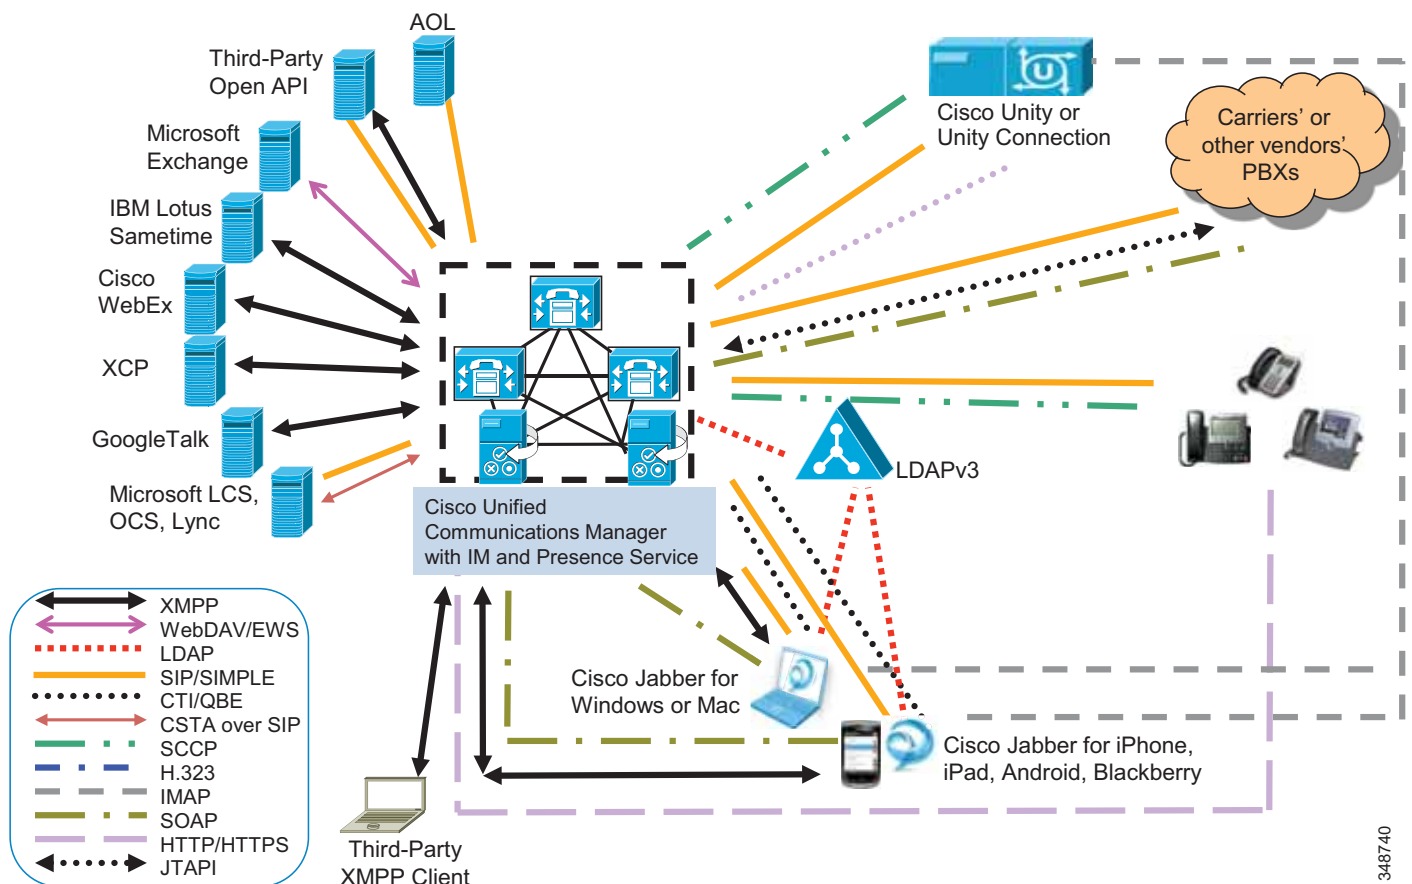 AOL
Third-Party
Open API
Microsoft
Exchange
IBM Lotus
Sametime
Cisco
WebEx
XCP
GoogleTalk
Microsoft LCS,
OCS, Lync
Cisco Unity or
Unity Connection
U
Carriers' or
other vendors'
PBXs
LDAPv3
Cisco Unified
Communications Manager
with IM and Presence Service
Cisco Jabber for
Windows or Mac
Cisco Jabber for iPhone,
iPad, Android, Blackberry
Third-Party
XMPP Client
XMPP
WebDAV/EWS
LDAP
SIP/SIMPLE
CTI/QBE
CSTA over SIP
SCCP
H.323
IMAP
SOAP
HTTP/HTTPS
JTAPI
348740